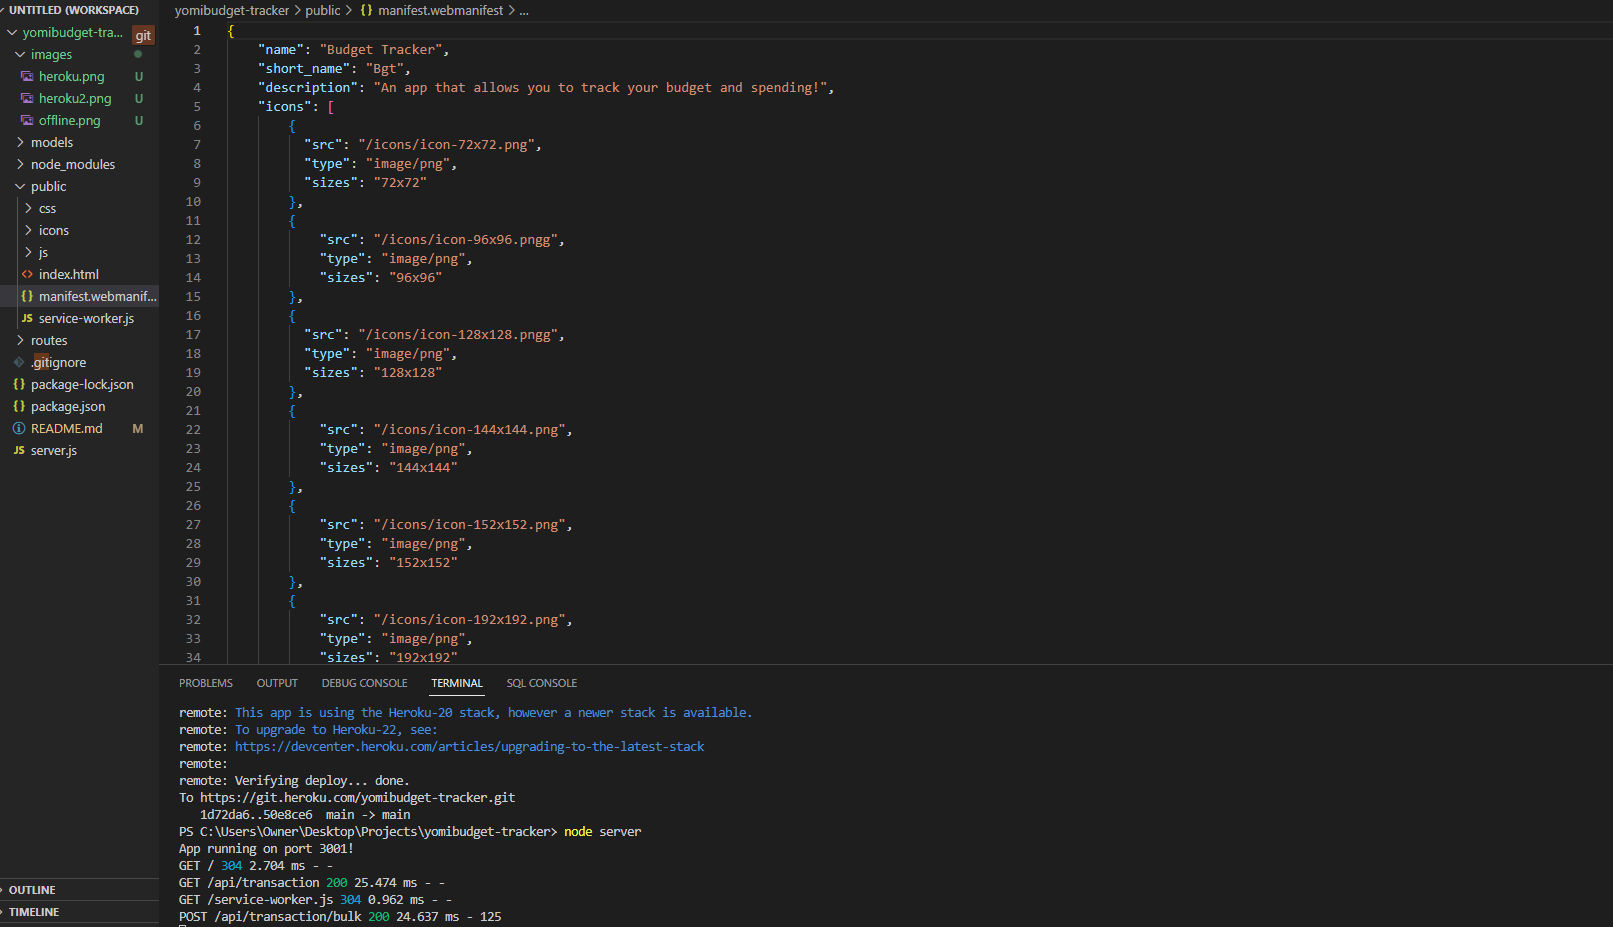 UNTITLED (WORKSPACE)
yomibudget-tra...
git
images
heroku.png U
heroku2.png U
offline.png U
models
node_modules
public
css
icons
js
index.html
{} manifest.webmanif...
JS service-worker.js
routes
.gitignore
{} package-lock.json
{} package.json
README.md M
JS server.js
OUTLINE
TIMELINE
yomibudget-tracker > public > {} manifest.webmanifest > ...
1 {
2 "name": "Budget Tracker",
3 "short_name": "Bgt",
4 "description": "An app that allows you to track your budget and spending!",
5 "icons": [
6 {
7 "src": "/icons/icon-72x72.png",
8 "type": "image/png",
9 "sizes": "72x72"
10 },
11 {
12 "src": "/icons/icon-96x96.pngg",
13 "type": "image/png",
14 "sizes": "96x96"
15 },
16 {
17 "src": "/icons/icon-128x128.pngg",
18 "type": "image/png",
19 "sizes": "128x128"
20 },
21 {
22 "src": "/icons/icon-144x144.png",
23 "type": "image/png",
24 "sizes": "144x144"
25 },
26 {
27 "src": "/icons/icon-152x152.png",
28 "type": "image/png",
29 "sizes": "152x152"
30 },
31 {
32 "src": "/icons/icon-192x192.png",
33 "type": "image/png",
34 "sizes": "192x192"
PROBLEMS OUTPUT DEBUG CONSOLE TERMINAL SQL CONSOLE
remote: This app is using the Heroku-20 stack, however a newer stack is available.
remote: To upgrade to Heroku-22, see:
remote: https://devcenter.heroku.com/articles/upgrading-to-the-latest-stack
remote:
remote: Verifying deploy... done.
To https://git.heroku.com/yomibudget-tracker.git
1d72da6..50e8ce6 main -> main
PS C:\Users\Owner\Desktop\Projects\yomibudget-tracker> node server
App running on port 3001!
GET / 304 2.704 ms - -
GET /api/transaction 200 25.474 ms - -
GET /service-worker.js 304 0.962 ms - -
POST /api/transaction/bulk 200 24.637 ms - 125